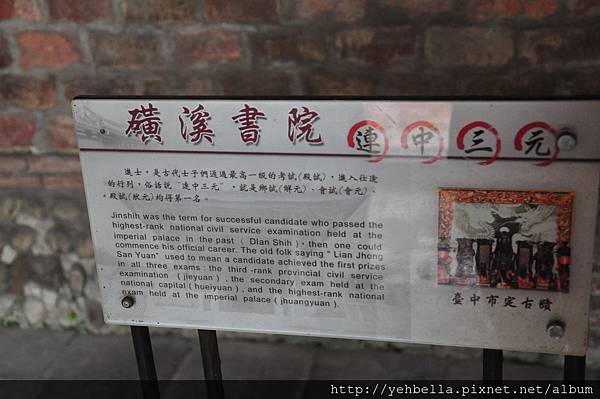 磺溪書院 連中三元
進士，是古代士子們通過最高一級的考試(殿試)，進入仕途
的行列，俗話說"連中三元"，就是鄉試(解元)、會試(會元)、
殿試(狀元)均得第一名。
Jinshih was the term for successful candidate who passed the
highest-rank national civil service examination held at the
imperial palace in the past ( DIan Shih ), then one could
commence his official career. The old folk saying " Lian Jhong
San Yuan" used to mean a candidate achieved the first prizes
in all three exams: the third -rank provincial civil service
examination (jieyuan) , the secondary exam held at the
national capital ( hueiyuan ) , and the highest-rank national
exam held at the imperial palace ( jhuangyuan ).
臺中市定古蹟
http://yehbella.pixnet.net/album